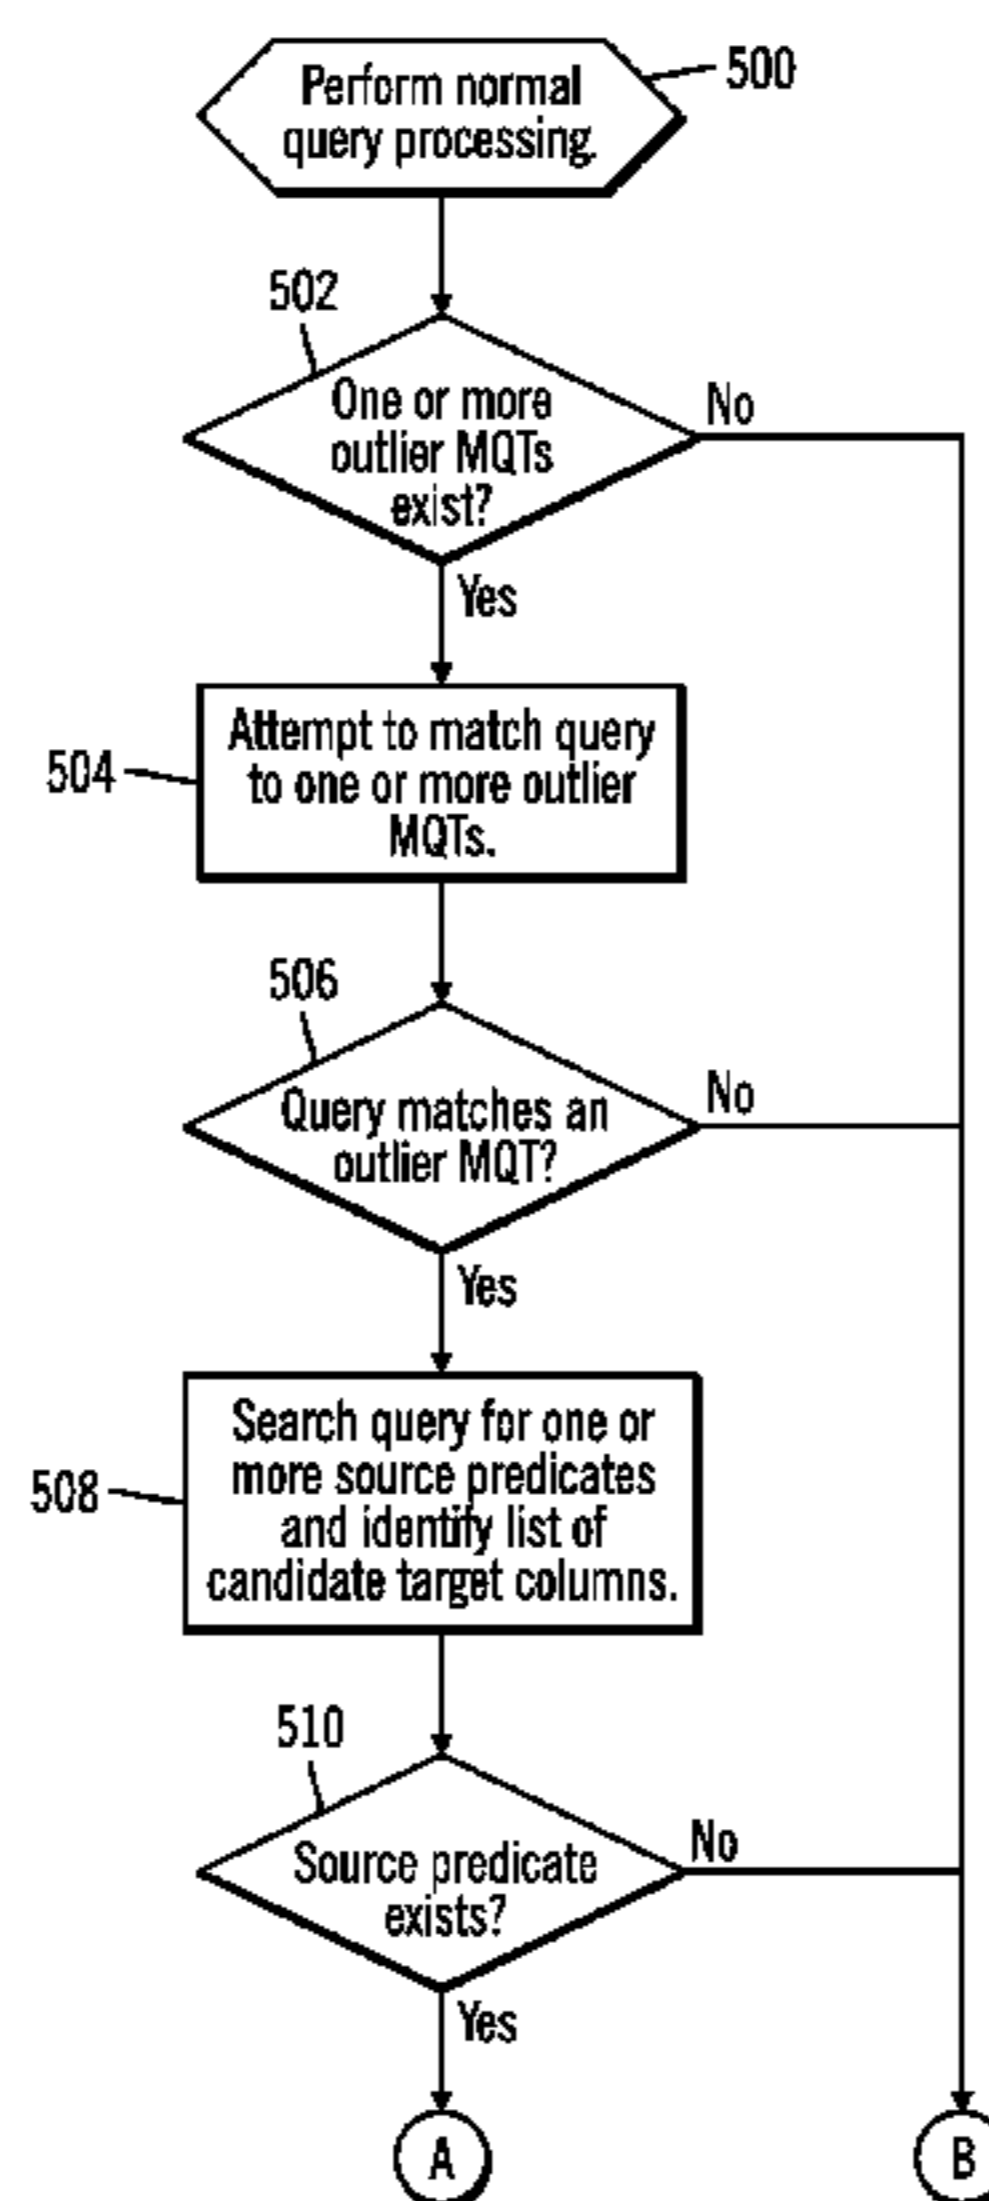 Perform normal
query processing.
500
502
One or more
outlier MQTs
exist?
No
Yes
504
Attempt to match query
to one or more outlier
MQTs.
506
Query matches an
outlier MQT?
No
Yes
508
Search query for one or
more source predicates
and identify list of
candidate target columns.
510
Source predicate
exists?
No
Yes
A
B